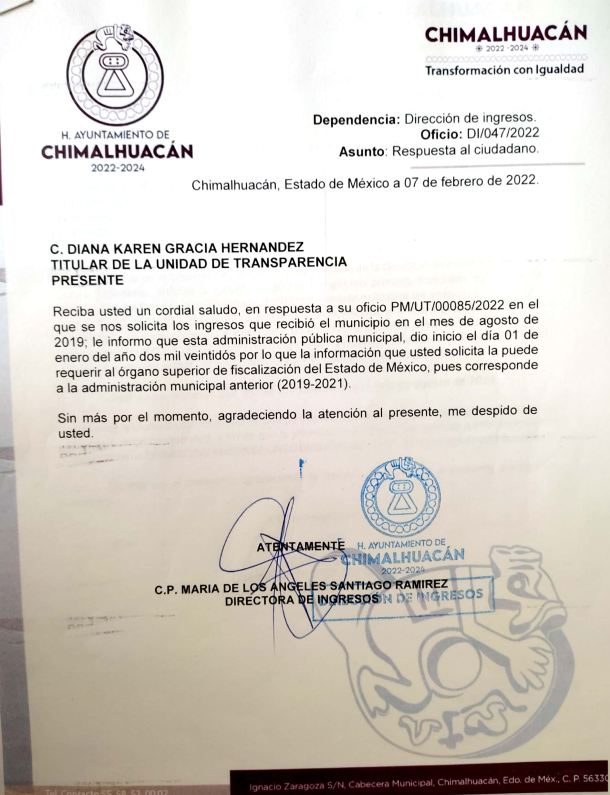 CHIMALHUACÁN
2022 - 2024
Transformación con Igualdad
H. AYUNTAMIENTO DE
CHIMALHUACÁN
2022-2024
Dependencia: Dirección de ingresos.
Oficio: DI/047/2022
Asunto: Respuesta al ciudadano.
Chimalhuacán, Estado de México a 07 de febrero de 2022.
C. DIANA KAREN GRACIA HERNANDEZ
TITULAR DE LA UNIDAD DE TRANSPARENCIA
PRESENTE
Reciba usted un cordial saludo, en respuesta a su oficio PM/UT/00085/2022 en el
que se nos solicita los ingresos que recibió el municipio en el mes de agosto de
2019; le informo que esta administración pública municipal, dio inicio el día 01 de
enero del año dos mil veintidós por lo que la información que usted solicita la puede
requerir al órgano superior de fiscalización del Estado de México, pues corresponde
a la administración municipal anterior (2019-2021).
Sin más por el momento, agradeciendo la atención al presente, me despido de
usted.
ATENTAMENTE
H. AYUNTAMIENTO DE
CHIMALHUACÁN
2022-2024
C.P. MARIA DE LOS ANGELES SANTIAGO RAMIREZ
DIRECTORA DE INGRESOS
DIRECCIÓN DE INGRESOS
Ignacio Zaragoza S/N, Cabecera Municipal, Chimalhuacán, Edo. de Méx., C. P. 56330
Tel. Contacto 55 58 53 00 02